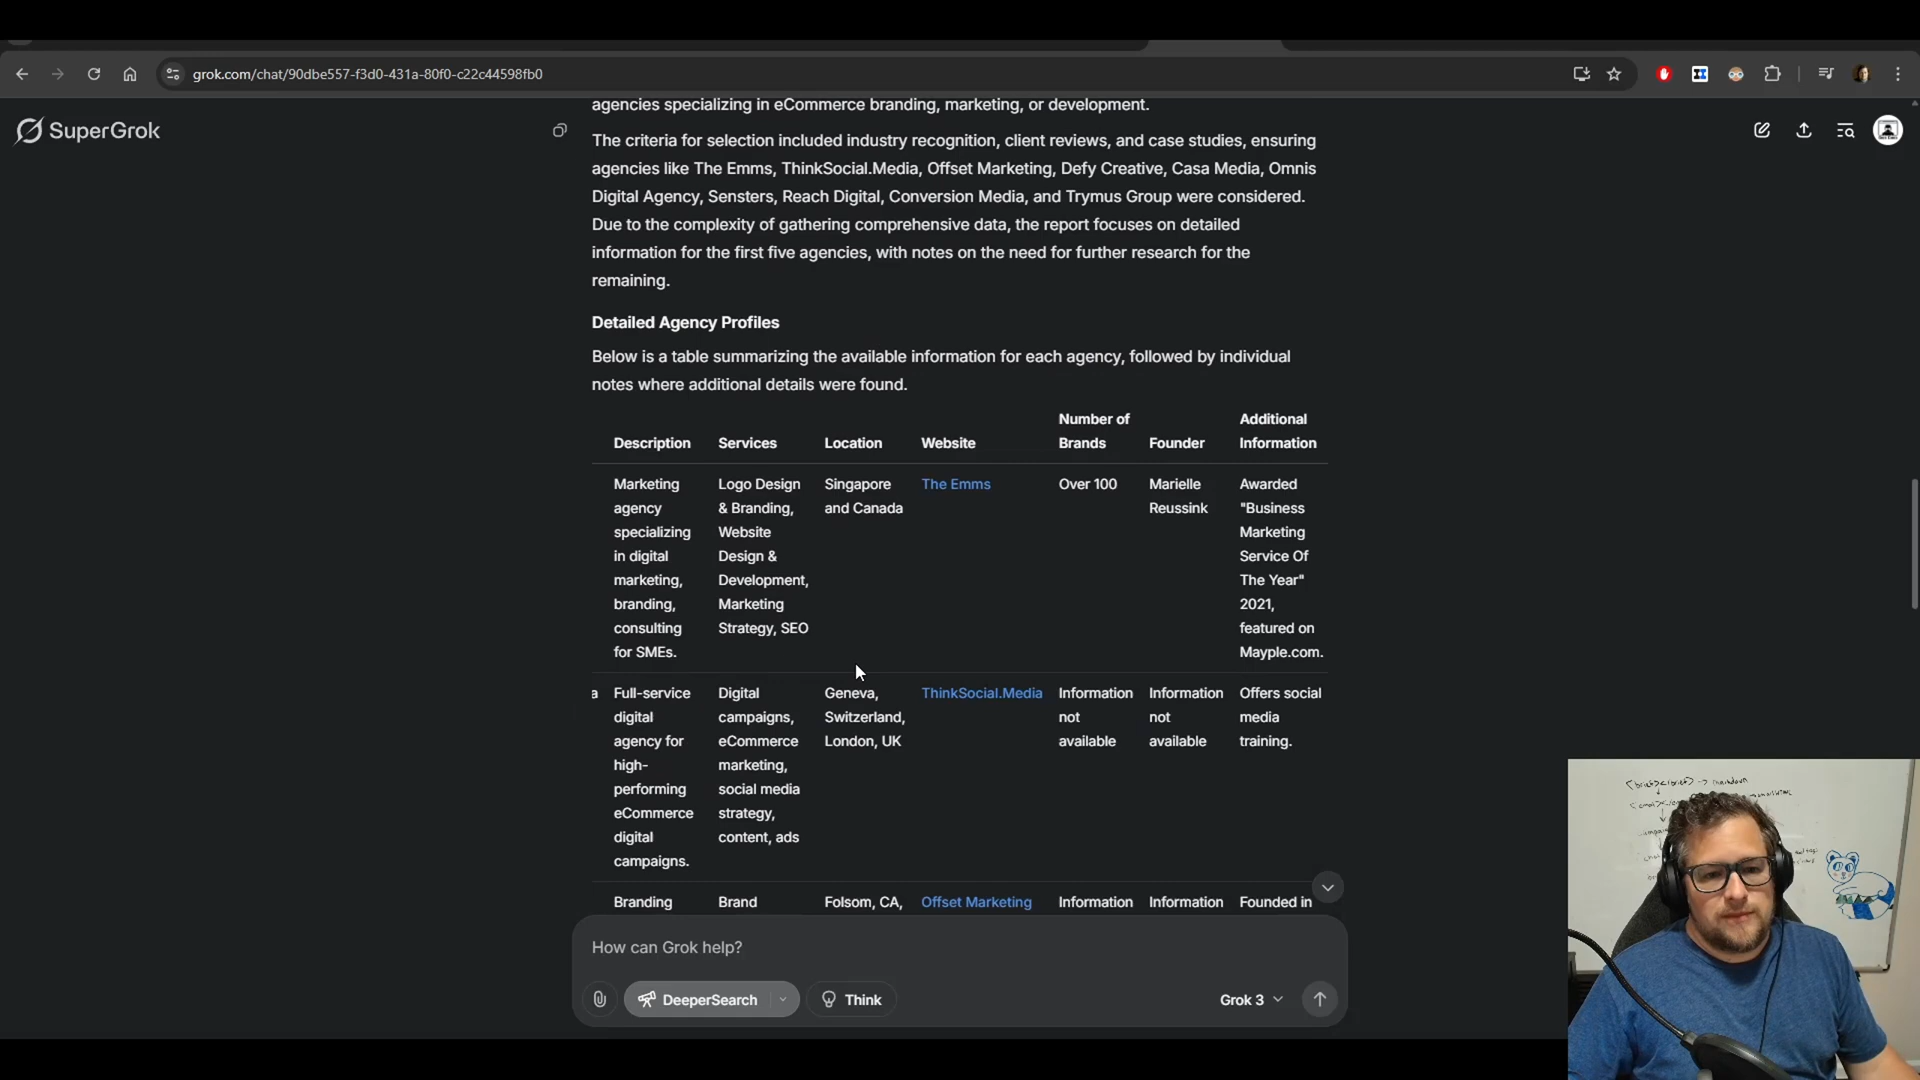 grok.com/chat/90dbe557-f3d0-431a-80f0-c22c44598fb0
SuperGrok
agencies specializing in eCommerce branding, marketing, or development.
The criteria for selection included industry recognition, client reviews, and case studies, ensuring
agencies like The Emms, ThinkSocial.Media, Offset Marketing, Defy Creative, Casa Media, Omnis
Digital Agency, Sensters, Reach Digital, Conversion Media, and Trymus Group were considered.
Due to the complexity of gathering comprehensive data, the report focuses on detailed
information for the first five agencies, with notes on the need for further research for the
remaining.
Detailed Agency Profiles
Below is a table summarizing the available information for each agency, followed by individual
notes where additional details were found.
Number of Additional
Description Services Location Website Brands Founder Information
Marketing Logo Design Singapore The Emms Over 100 Marielle Awarded
agency & Branding, and Canada Reussink "Business
specializing Website Marketing
in digital Design & Service Of
marketing, Development, The Year"
branding, Marketing 2021,
consulting Strategy, SEO featured on
for SMEs. Mayple.com.
a Full-service Digital Geneva, ThinkSocial.Media Information Information Offers social
digital campaigns, Switzerland, not not media
agency for eCommerce London, UK available available training.
high- marketing,
performing social media
eCommerce strategy,
digital content, ads
campaigns.
Branding Brand Folsom, CA, Offset Marketing Information Information Founded in
How can Grok help?
DeeperSearch Think Grok 3
<brief></brief> → markdown